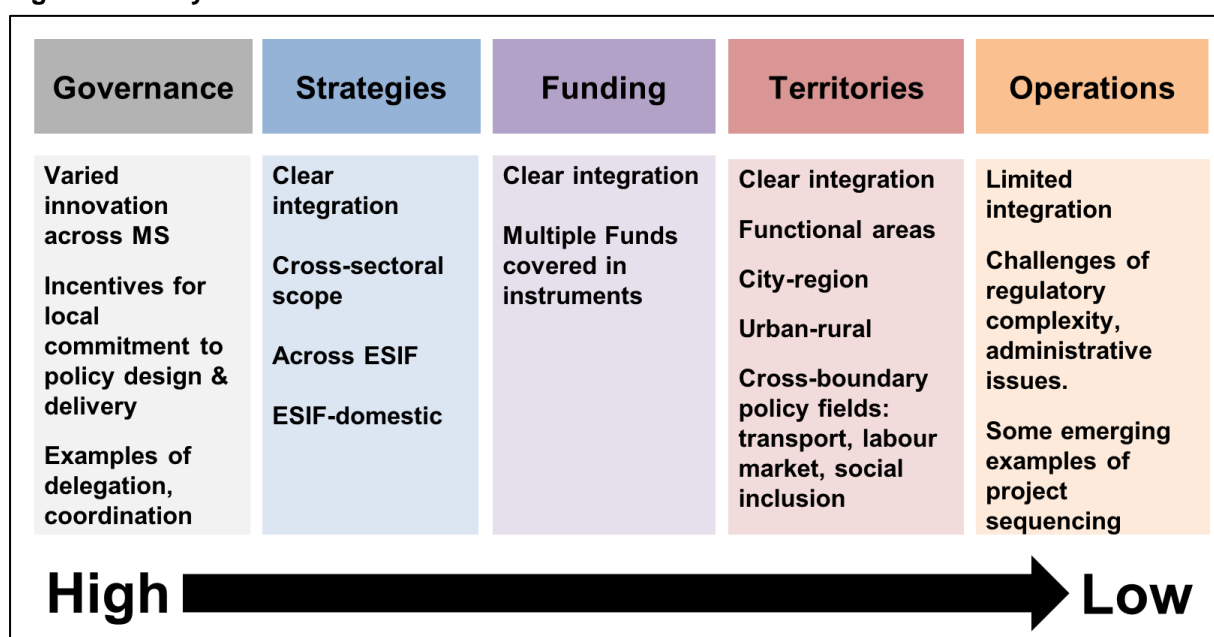 Governance
Strategies
Funding
Territories
Operations
Varied
innovation
across MS
Incentives for
local
commitment to
policy design &
delivery
Examples of
delegation,
coordination
Clear
integration
Cross-sectoral
scope
Across ESIF
ESIF-domestic
Clear integration
Multiple Funds
covered in
instruments
Clear integration
Functional areas
City-region
Urban-rural
Cross-boundary
policy fields:
transport, labour
market, social
inclusion
Limited
integration
Challenges of
regulatory
complexity,
administrative
issues.
Some emerging
examples of
project
sequencing
High
Low